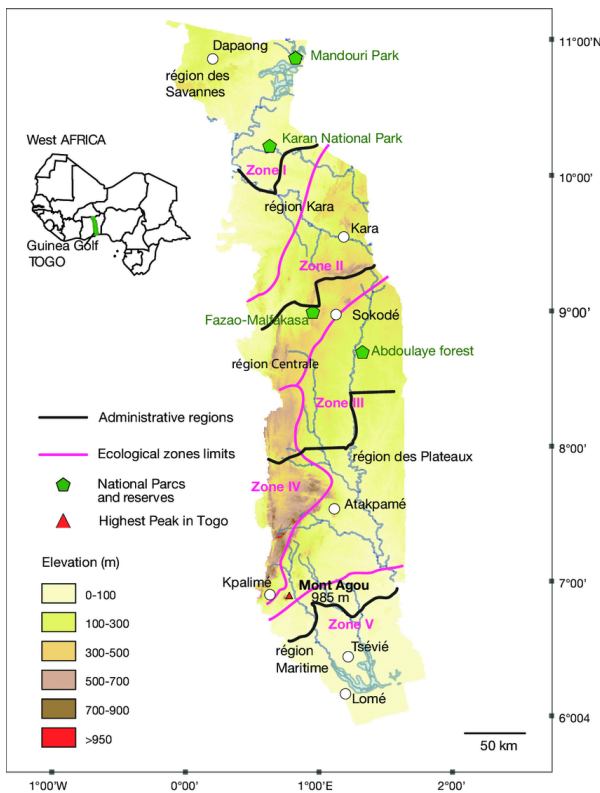 Dapaong
Mandouri Park
région des
Savannes
11°00'N
West AFRICA
Karan National Park
Zone I
10°00'
région Kara
Kara
Guinea Golf
TOGO
Zone II
9°00'
Fazao-Malfakasa
Sokodé
Abdoulaye forest
région Centrale
Zone III
Administrative regions
8°00'
Ecological zones limits
région des Plateaux
National Parcs
and reserves
Zone IV
Highest Peak in Togo
Atakpamé
Elevation (m)
Kpalimé
Mont Agou
985 m
7°00'
0-100
100-300
Zone V
300-500
région
Maritime
Tsévié
500-700
Lomé
700-900
6°004
>950
50 km
1°00'W
0°00'
1°00'E
2°00'